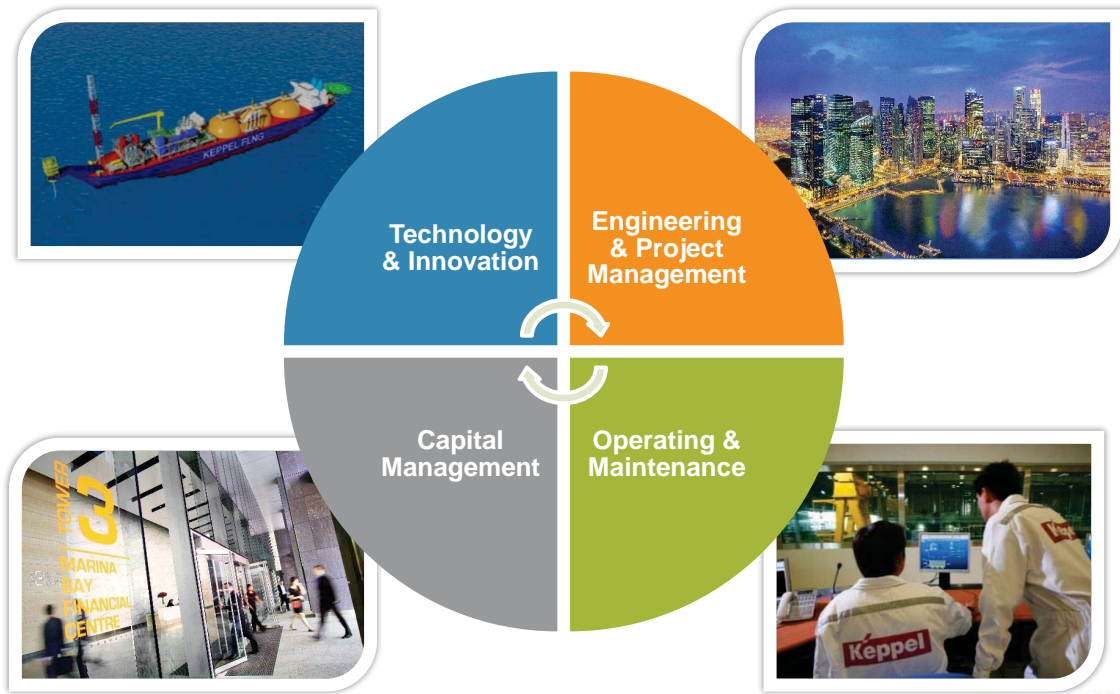 KEPPEL FLNG
Technology
& Innovation
Engineering
& Project
Management
Capital
Management
Operating &
Maintenance
TOWER
3
MARINA
BAY
FINANCIAL
CENTRE
Keppel
Keppel